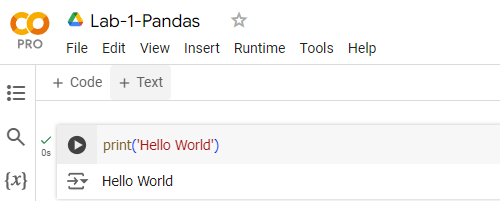 CO
PRO
Lab-1-Pandas
File Edit View Insert Runtime Tools Help
+ Code + Text
0s
print('Hello World')
Hello World
{x}